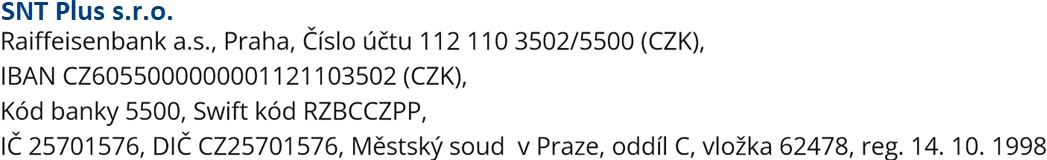 SNT Plus s.r.o.
Raiffeisenbank a.s., Praha, Číslo účtu 112 110 3502/5500 (CZK),
IBAN CZ6055000000001121103502 (CZK),
Kód banky 5500, Swift kód RZBCCZPP,
IČ 25701576, DIČ CZ25701576, Městský soud v Praze, oddíl C, vložka 62478, reg. 14. 10. 1998